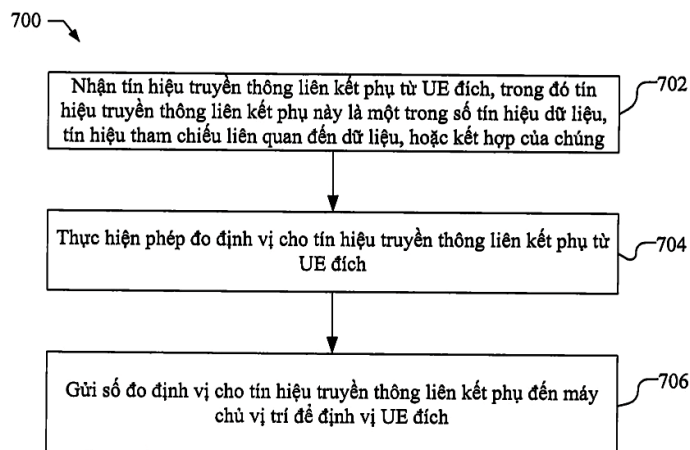 700
Nhận tín hiệu truyền thông liên kết phụ từ UE đích, trong đó tín
hiệu truyền thông liên kết phụ này là một trong số tín hiệu dữ liệu,
tín hiệu tham chiếu liên quan đến dữ liệu, hoặc kết hợp của chúng
702
Thực hiện phép đo định vị cho tín hiệu truyền thông liên kết phụ từ
UE đích
704
Gửi số đo định vị cho tín hiệu truyền thông liên kết phụ đến máy
chủ vị trí để định vị UE đích
706